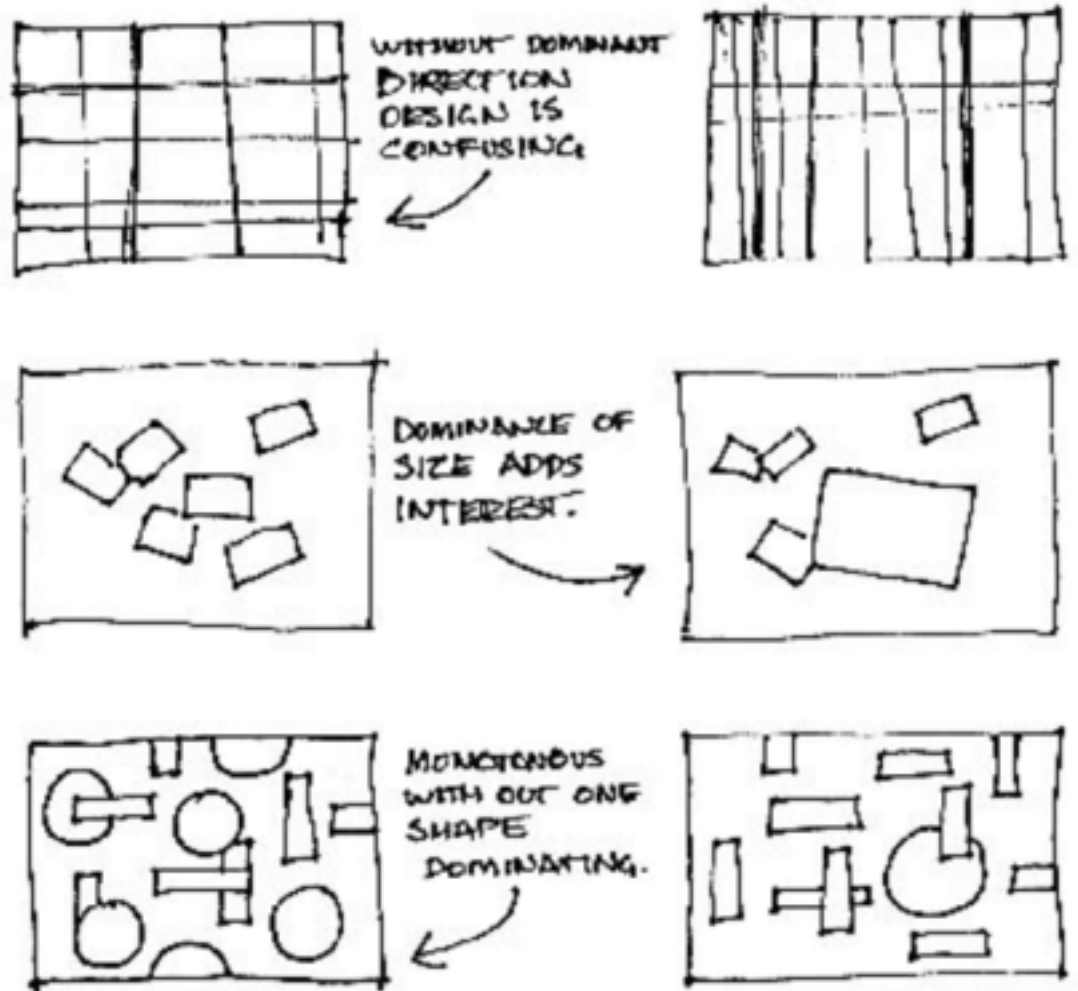 WITHOUT DOMINANT
DIRECTION
DESIGN IS
CONFUSING.
DOMINANCE OF
SIZE ADDS
INTEREST.
MONOTONOUS
WITH OUT ONE
SHAPE
DOMINATING.